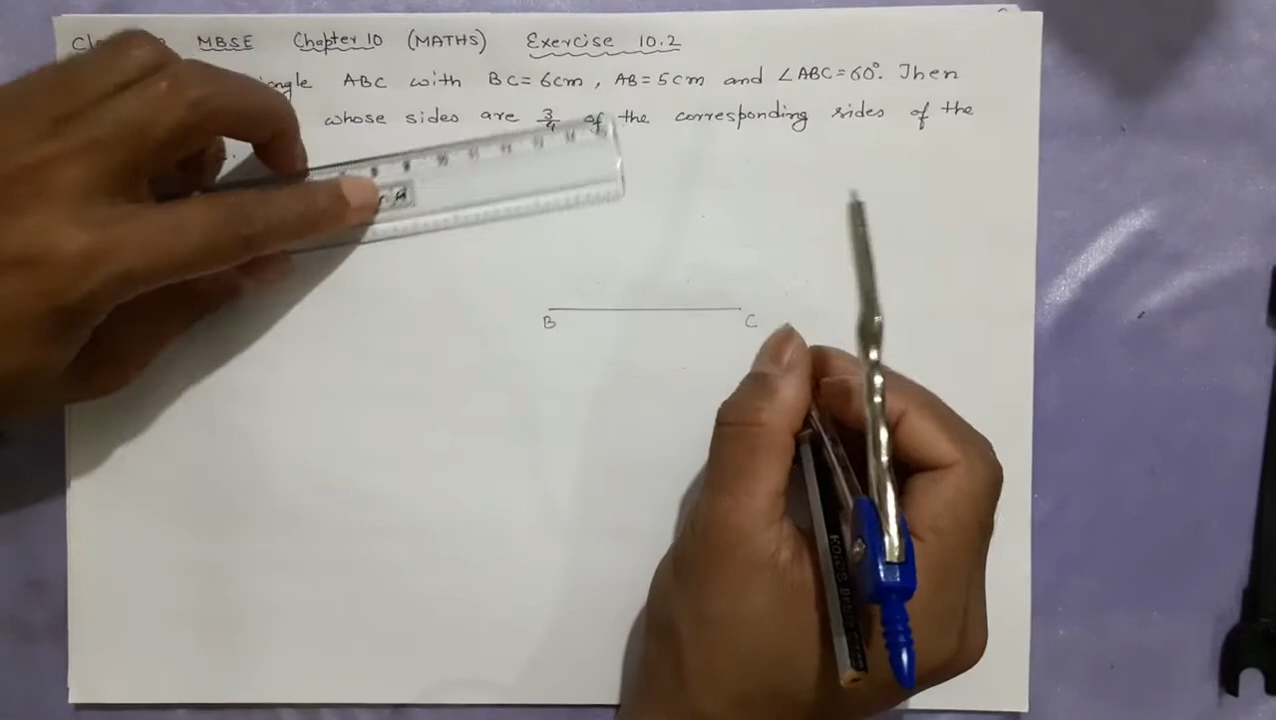 MBSE Chapter 10 (MATHS) Exercise 10.2
ABC with BC = 6cm, AB = 5cm and ∠ABC = 60°. Then
whose sides are 3/4 of the corresponding sides of the
B C